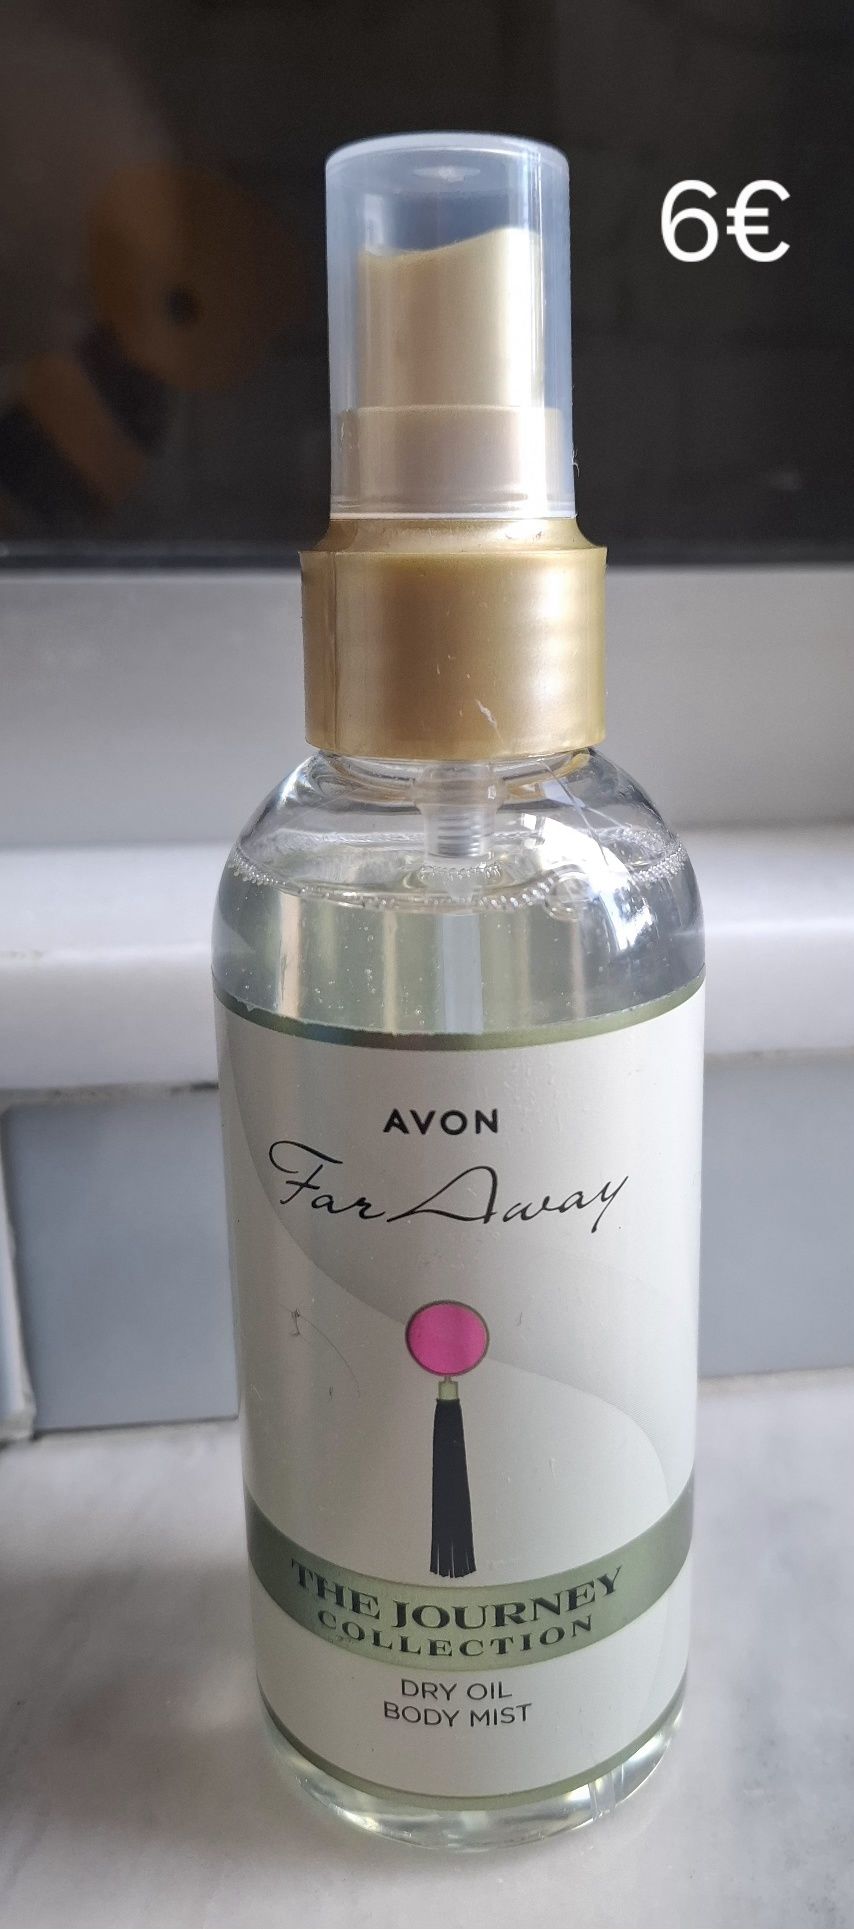 6€
AVON
Far Away
THE JOURNEY
COLLECTION
DRY OIL
BODY MIST